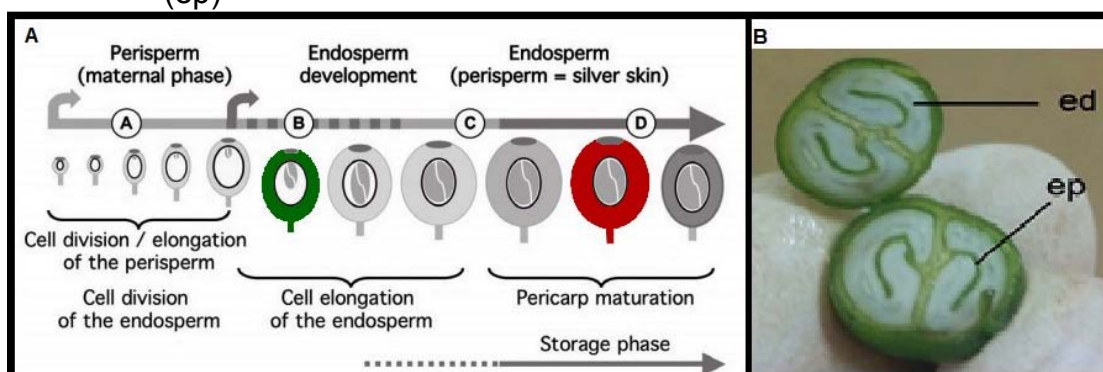 (ep)
A
Perisperm
(maternal phase)
Endosperm
development
Endosperm
(perisperm = silver skin)
A
B
C
D
Cell division / elongation
of the perisperm
Cell division
of the endosperm
Cell elongation
of the endosperm
Pericarp maturation
Storage phase
B
ed
ep